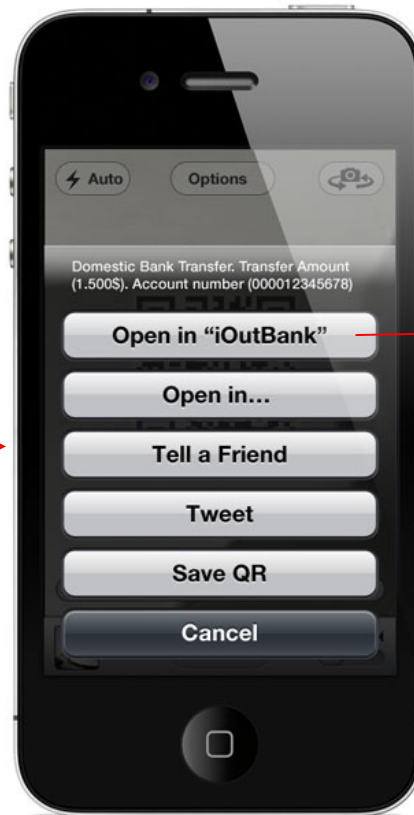 Auto
Options
Domestic Bank Transfer. Transfer Amount
(1.500$). Account number (000012345678)
Open in “iOutBank”
Open in...
Tell a Friend
Tweet
Save QR
Cancel